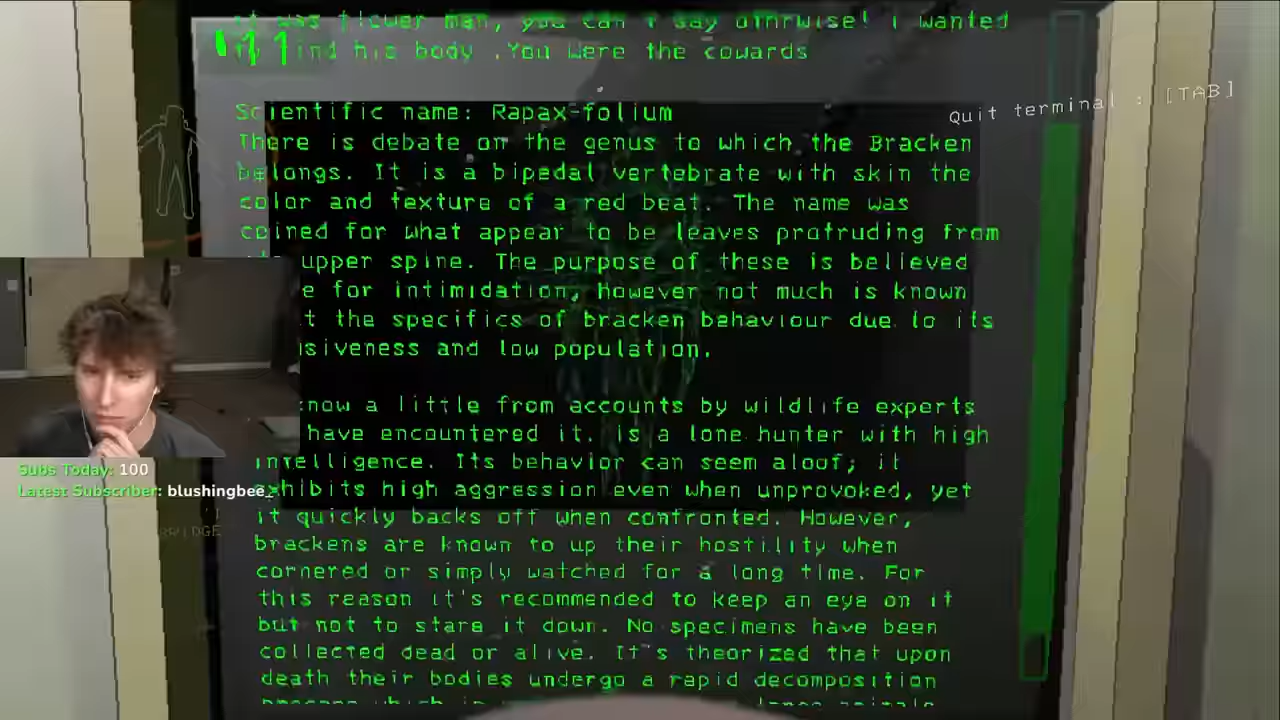 it was flower man, you can't say othrwise! i wanted
find his body .You were the cowards
Quit terminal : [TAB]
Scientific name: Rapax-folium
There is debate on the genus to which the Bracken
belongs. It is a bipedal vertebrate with skin the
color and texture of a red beat. The name was
coined for what appear to be leaves protruding from
upper spine. The purpose of these is believed
e for intimidation, however not much is known
t the specifics of bracken behaviour due to its
siveness and low population.
now a little from accounts by wildlife experts
have encountered it. is a lone hunter with high
intelligence. Its behavior can seem aloof; it
exhibits high aggression even when unprovoked, yet
it quickly backs off when confronted. However,
brackens are known to up their hostility when
cornered or simply watched for a long time. For
this reason it's recommended to keep an eye on it
but not to stare it down. No specimens have been
collected dead or alive. It's theorized that upon
death their bodies undergo a rapid decomposition
Subs Today: 100
Latest Subscriber: blushingbee_